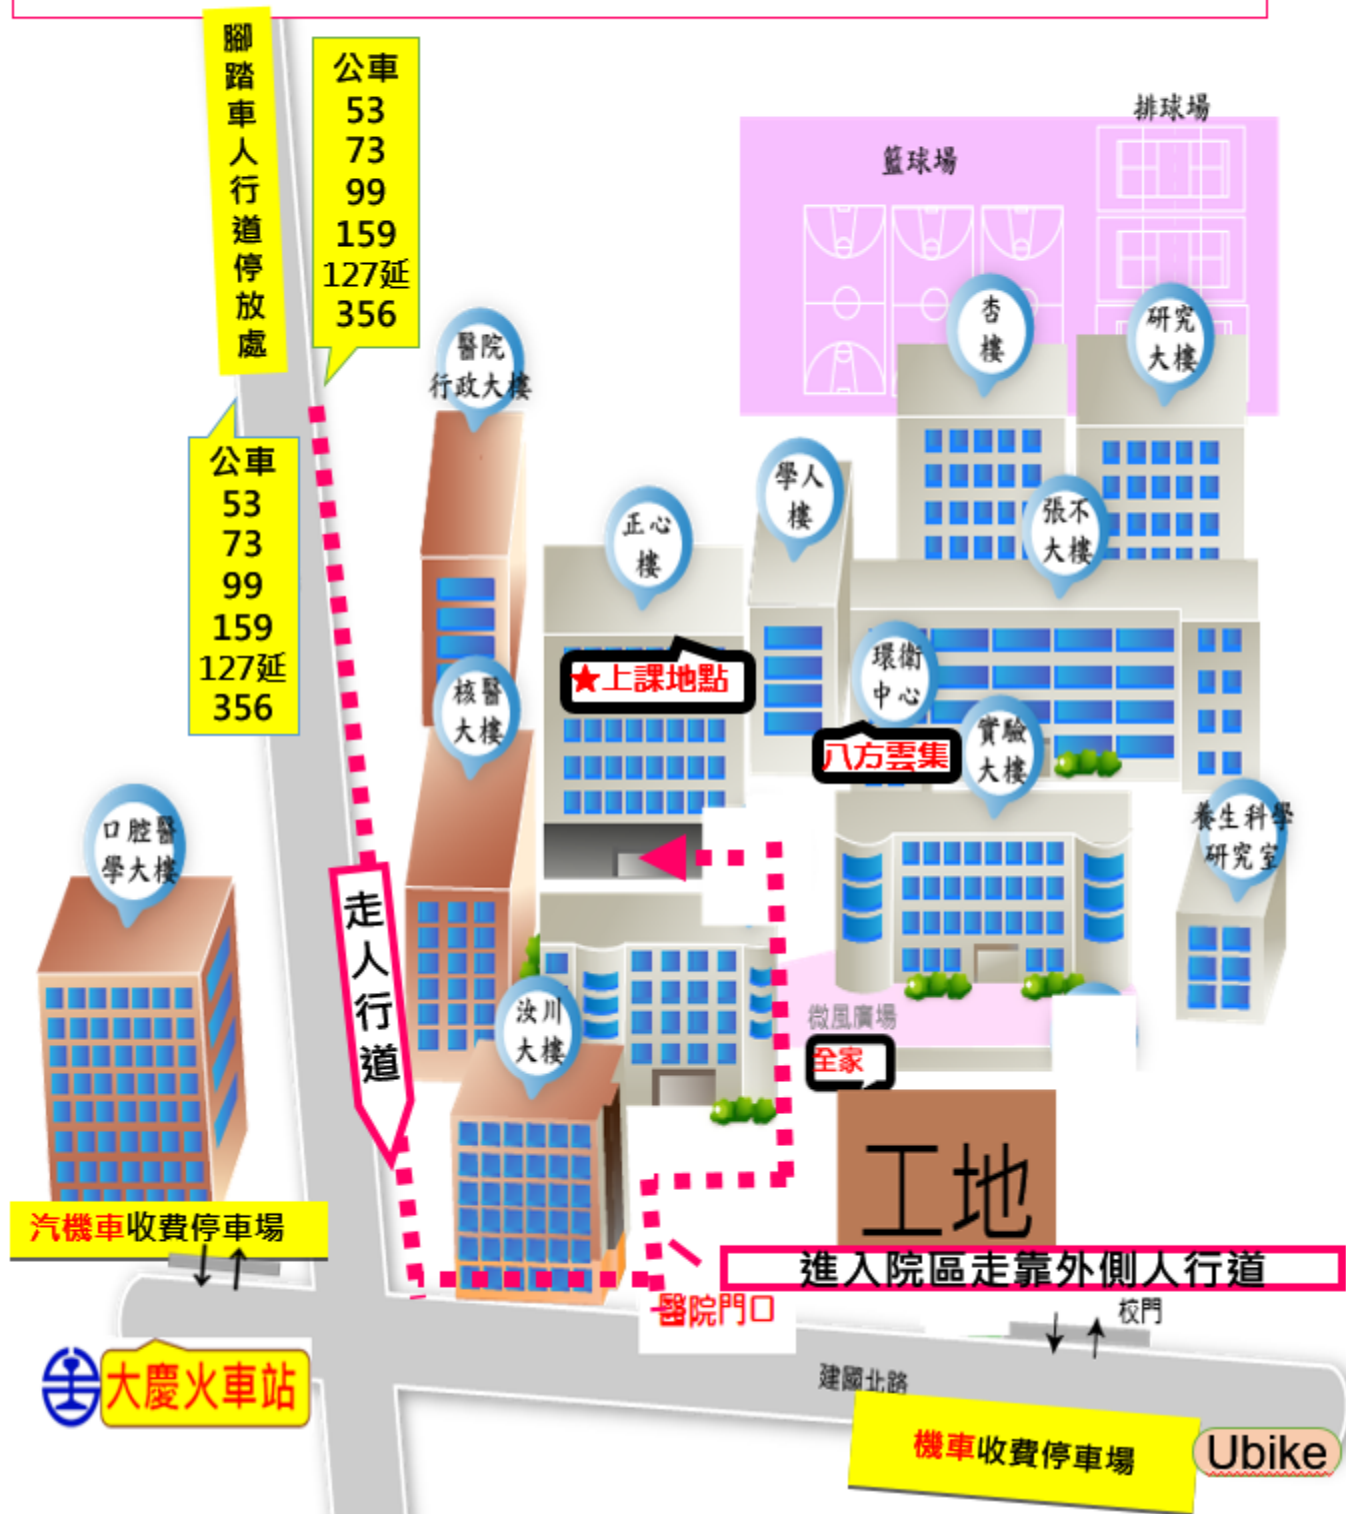 腳踏車人行道停放處
公車
53
73
99
159
127延
356
排球場
籃球場
杏
樓
研究
大樓
醫院
行政大樓
公車
53
73
99
159
127延
356
學人
樓
正心
樓
張不
大樓
★上課地點
環衛
中心
八方雲集
實驗
大樓
核醫
大樓
口腔醫
學大樓
養生科學
研究室
走人行道
汝川
大樓
微風廣場
全家
工地
汽機車收費停車場
進入院區走靠外側人行道
醫院門口
校門
大慶火車站
建國北路
機車收費停車場
Ubike